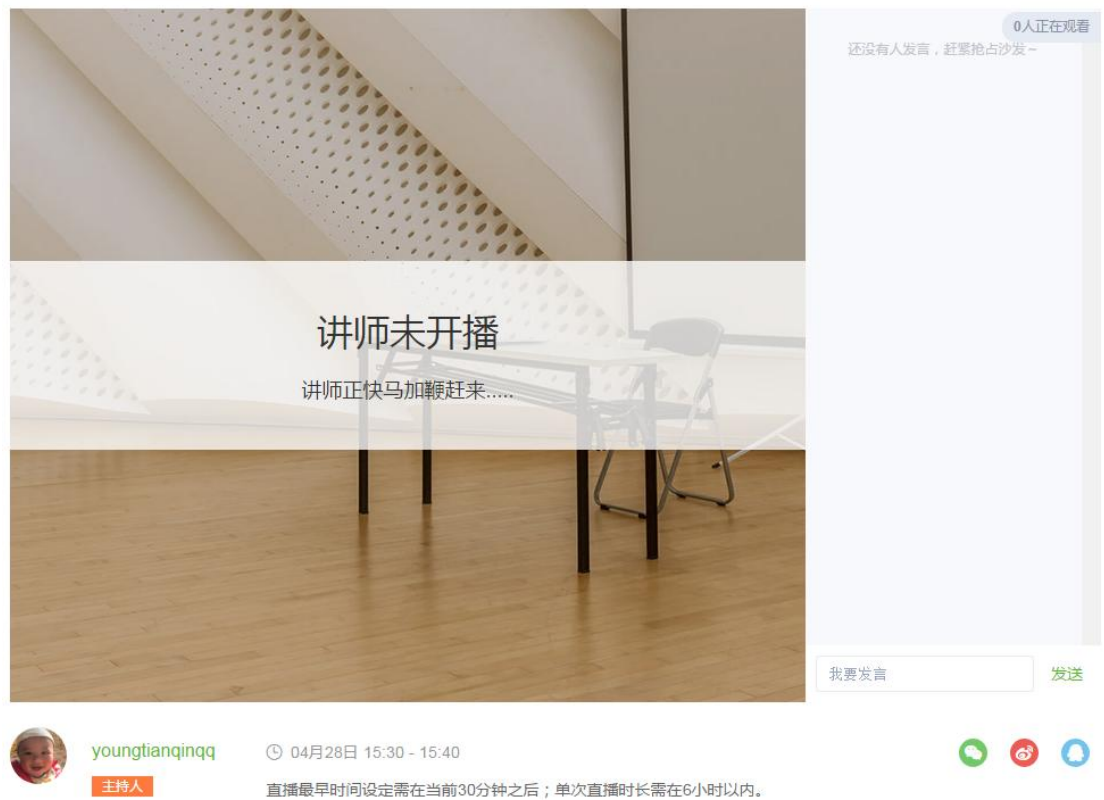 0人正在观看
还没有人发言，赶紧抢占沙发~
讲师未开播
讲师正快马加鞭赶来.....
我要发言
发送
youngtianqinqq
04月28日 15:30 - 15:40
主持人
直播最早时间设定需在当前30分钟之后；单次直播时长需在6小时以内。